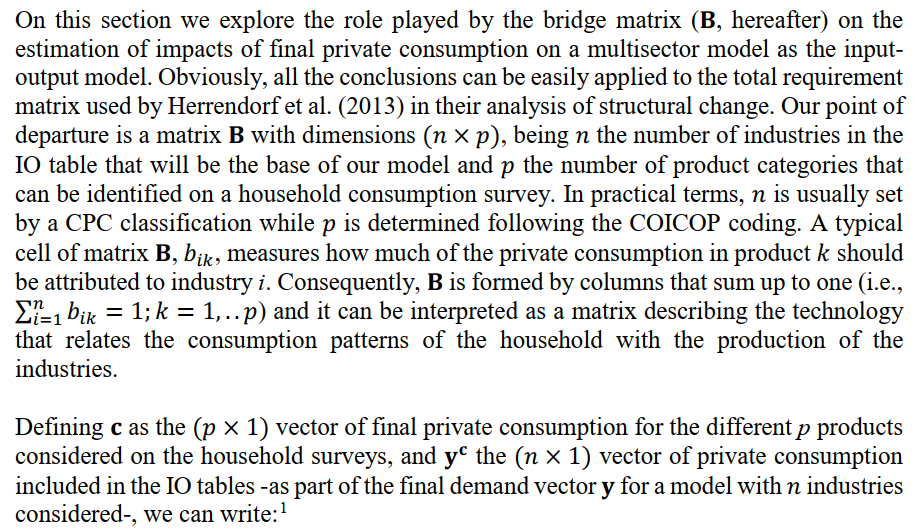 On this section we explore the role played by the bridge matrix (B, hereafter) on the
estimation of impacts of final private consumption on a multisector model as the input-
output model. Obviously, all the conclusions can be easily applied to the total requirement
matrix used by Herrendorf et al. (2013) in their analysis of structural change. Our point of
departure is a matrix B with dimensions (n × p), being n the number of industries in the
IO table that will be the base of our model and p the number of product categories that
can be identified on a household consumption survey. In practical terms, n is usually set
by a CPC classification while p is determined following the COICOP coding. A typical
cell of matrix B, b_{ik}, measures how much of the private consumption in product k should
be attributed to industry i. Consequently, B is formed by columns that sum up to one (i.e.,
∑_{i=1}^{n} b_{ik} = 1; k = 1,..p) and it can be interpreted as a matrix describing the technology
that relates the consumption patterns of the household with the production of the
industries.
Defining c as the (p × 1) vector of final private consumption for the different p products
considered on the household surveys, and y^c the (n × 1) vector of private consumption
included in the IO tables -as part of the final demand vector y for a model with n industries
considered-, we can write:¹